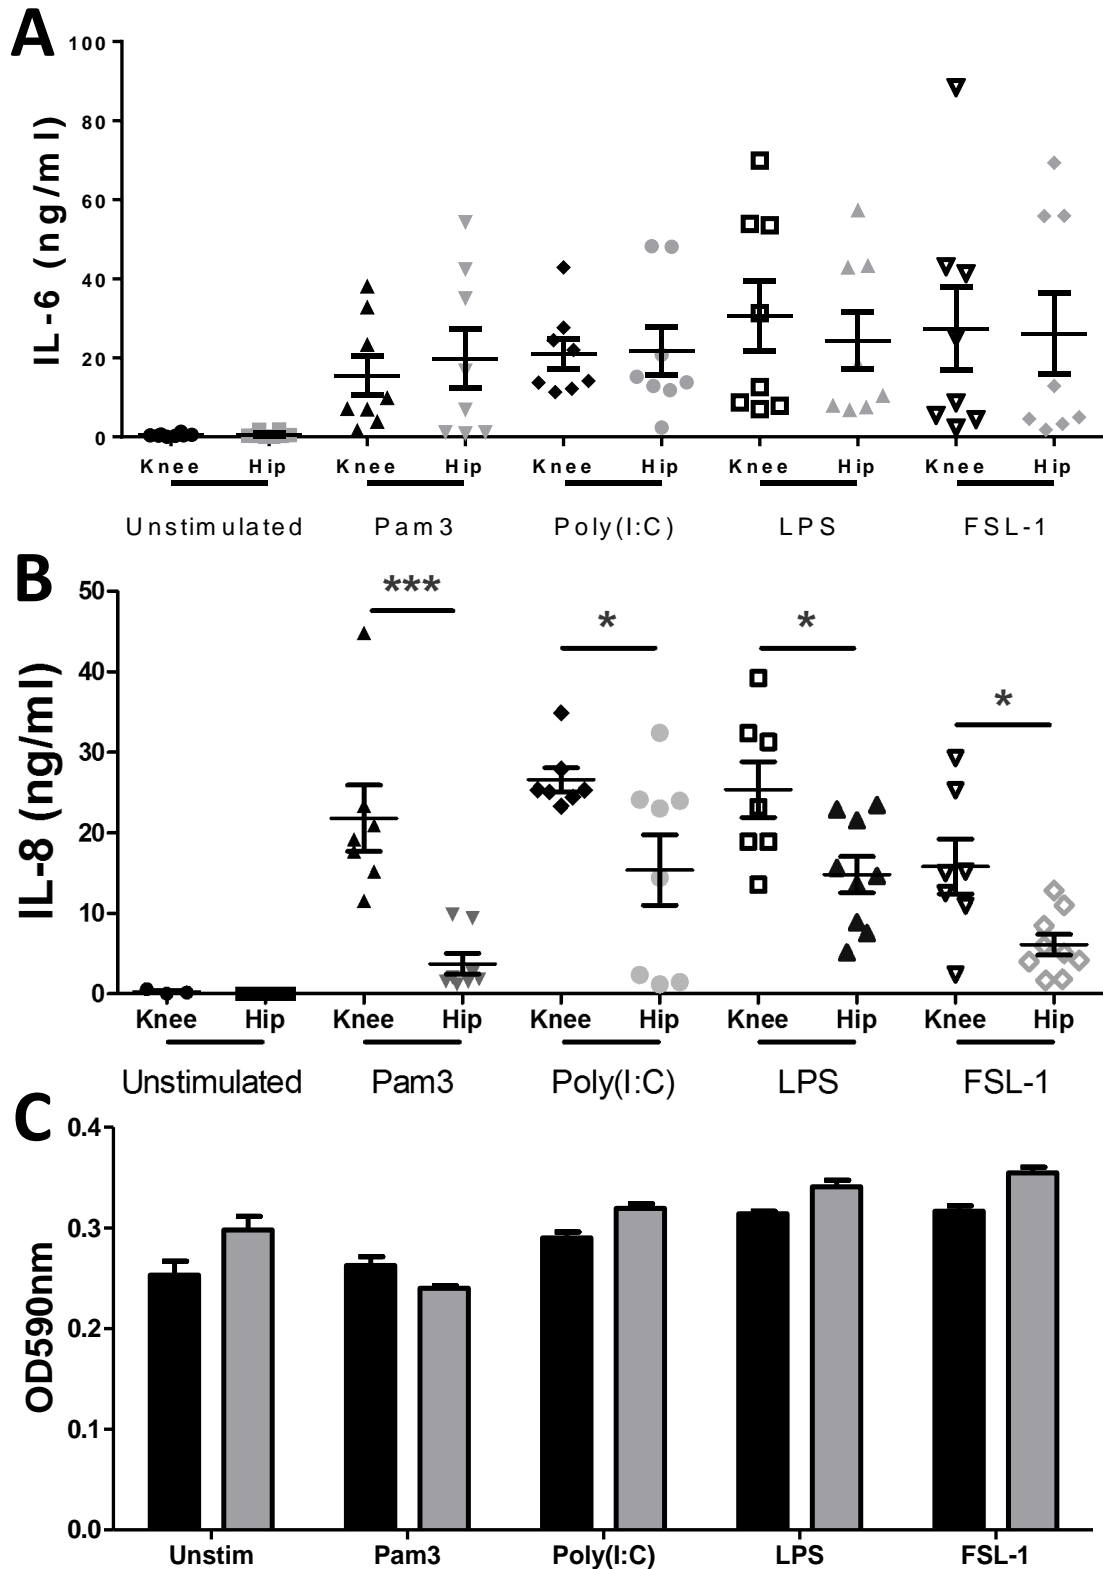 A
100
80
60
40
20
0
IL-6 (ng/ml)
Knee Hip Knee Hip Knee Hip Knee Hip Knee Hip
Unstimulated Pam3 Poly(I:C) LPS FSL-1
B
50
40
30
20
10
0
IL-8 (ng/ml)
*** * * *
Knee Hip Knee Hip Knee Hip Knee Hip Knee Hip
Unstimulated Pam3 Poly(I:C) LPS FSL-1
C
0.4
0.3
0.2
0.1
0.0
OD590nm
Unstim Pam3 Poly(I:C) LPS FSL-1